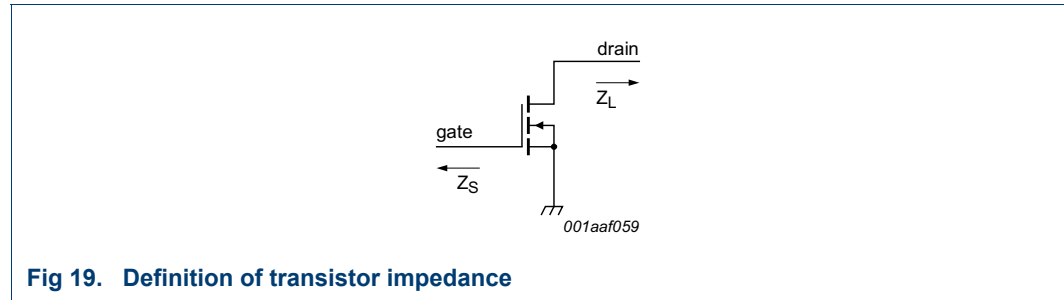 drain
Z_L
gate
Z_S
001aaf059
Fig 19. Definition of transistor impedance